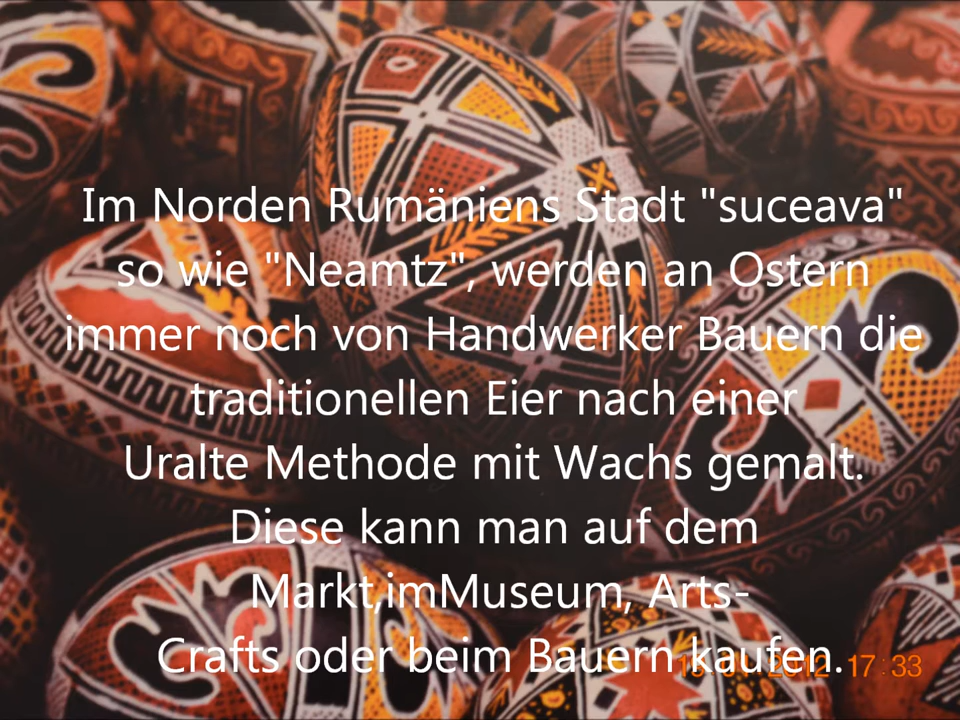 Im Norden Rumäniens Stadt "suceava"
so wie "Neamtz", werden an Ostern
immer noch von Handwerker Bauern die
traditionellen Eier nach einer
Uralte Methode mit Wachs gemalt.
Diese kann man auf dem
Markt,imMuseum, Arts-
Crafts oder beim Bauern kaufen.
2012 17:33